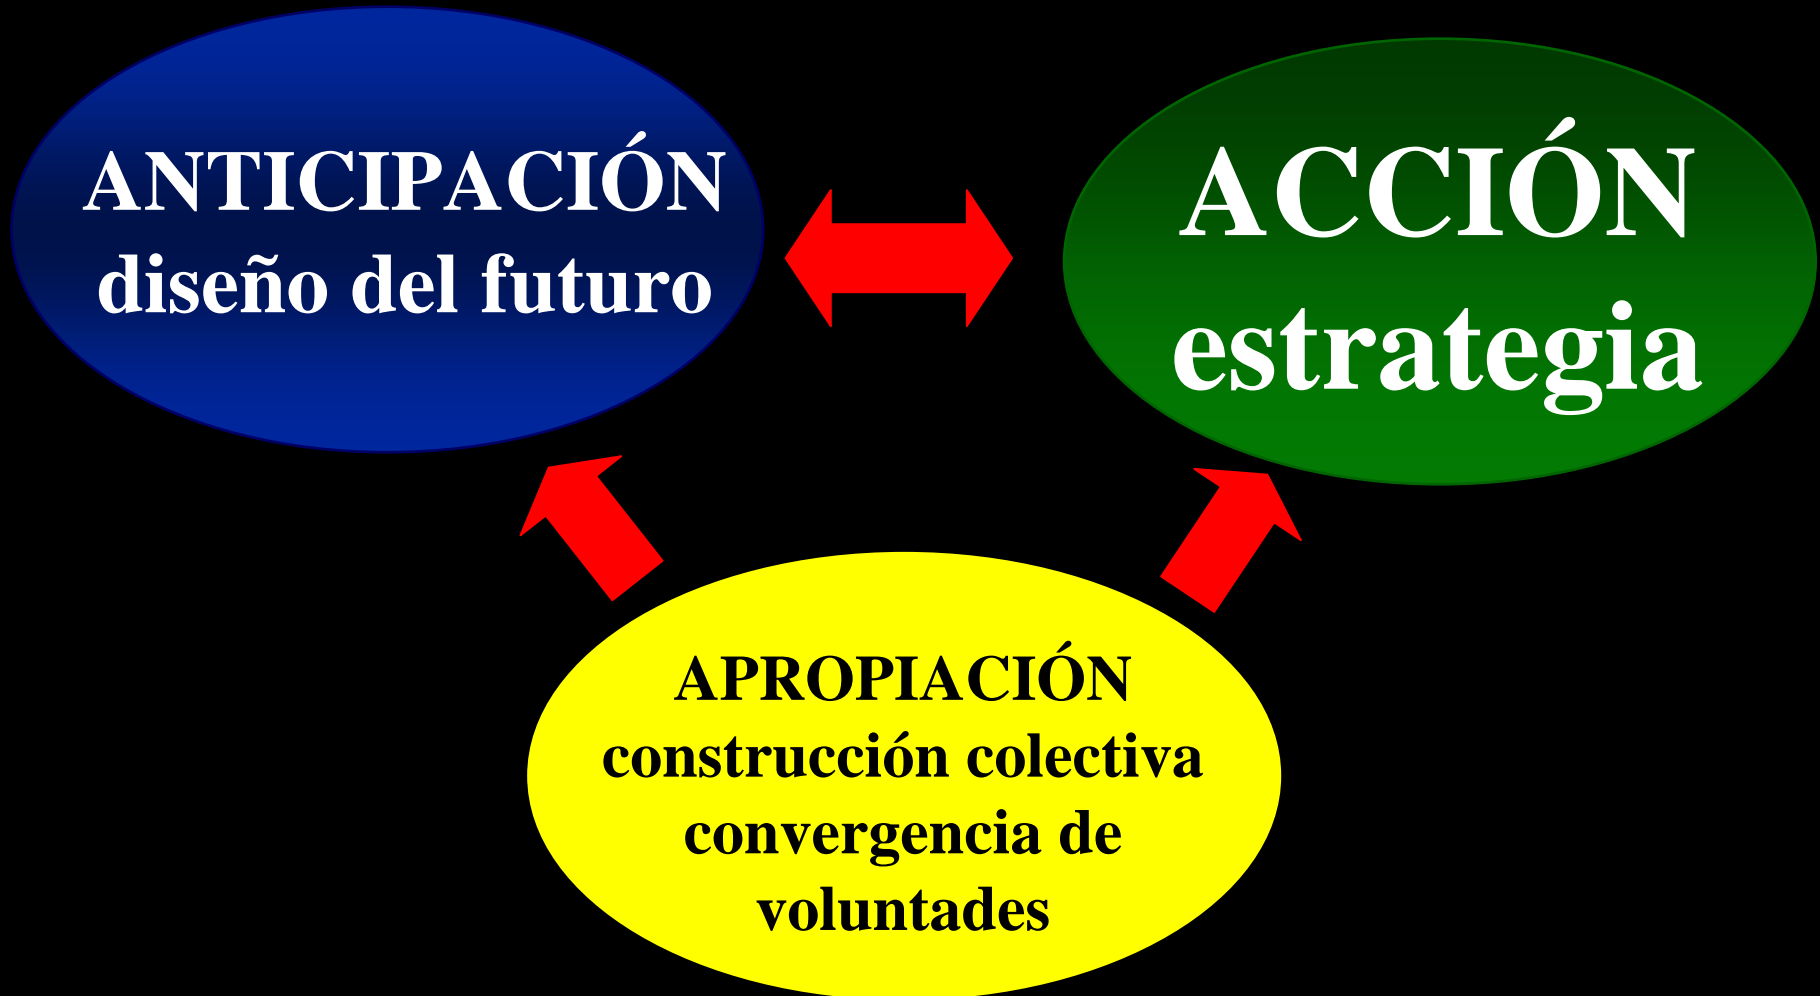 ANTICIPACIÓN
diseño del futuro
ACCIÓN
estrategia
APROPIACIÓN
construcción colectiva
convergencia de
voluntades